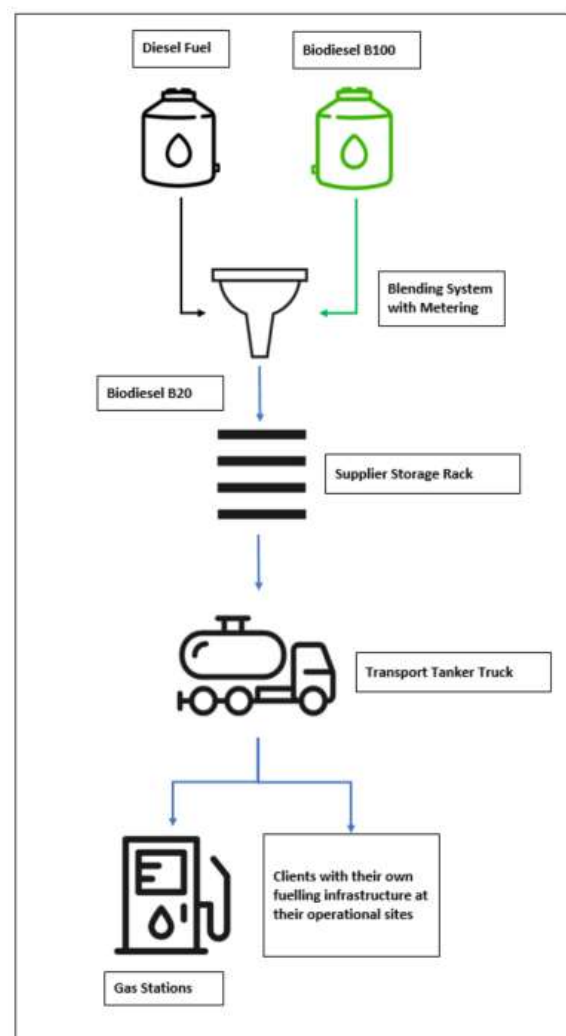 Diesel Fuel
Biodiesel B100
Blending System
with Metering
Biodiesel B20
Supplier Storage Rack
Transport Tanker Truck
Clients with their own
fuelling infrastructure at
their operational sites
Gas Stations